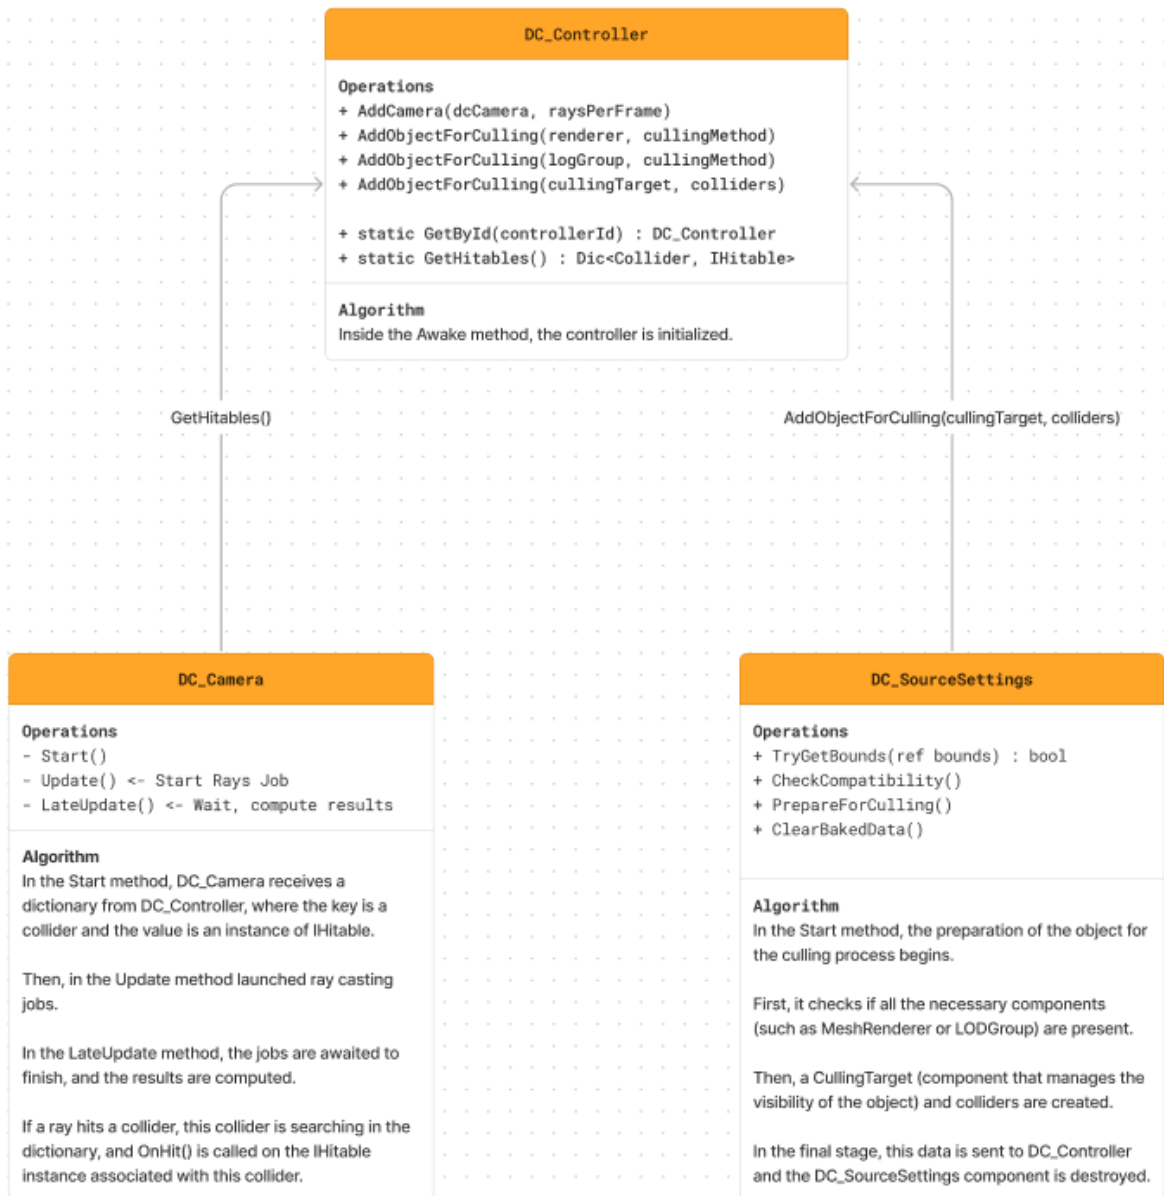 DC_Controller
Operations
+ AddCamera(dcCamera, raysPerFrame)
+ AddObjectForCulling(renderer, cullingMethod)
+ AddObjectForCulling(logGroup, cullingMethod)
+ AddObjectForCulling(cullingTarget, colliders)
+ static GetById(controllerId) : DC_Controller
+ static GetHitables() : Dic<Collider, IHitable>
Algorithm
Inside the Awake method, the controller is initialized.
GetHitables()
AddObjectForCulling(cullingTarget, colliders)
DC_Camera
Operations
- Start()
- Update() <- Start Rays Job
- LateUpdate() <- Wait, compute results
Algorithm
In the Start method, DC_Camera receives a
dictionary from DC_Controller, where the key is a
collider and the value is an instance of IHitable.
Then, in the Update method launched ray casting
jobs.
In the LateUpdate method, the jobs are awaited to
finish, and the results are computed.
If a ray hits a collider, this collider is searching in the
dictionary, and OnHit() is called on the IHitable
instance associated with this collider.
DC_SourceSettings
Operations
+ TryGetBounds(ref bounds) : bool
+ CheckCompatibility()
+ PrepareForCulling()
+ ClearBakedData()
Algorithm
In the Start method, the preparation of the object for
the culling process begins.
First, it checks if all the necessary components
(such as MeshRenderer or LODGroup) are present.
Then, a CullingTarget (component that manages the
visibility of the object) and colliders are created.
In the final stage, this data is sent to DC_Controller
and the DC_SourceSettings component is destroyed.